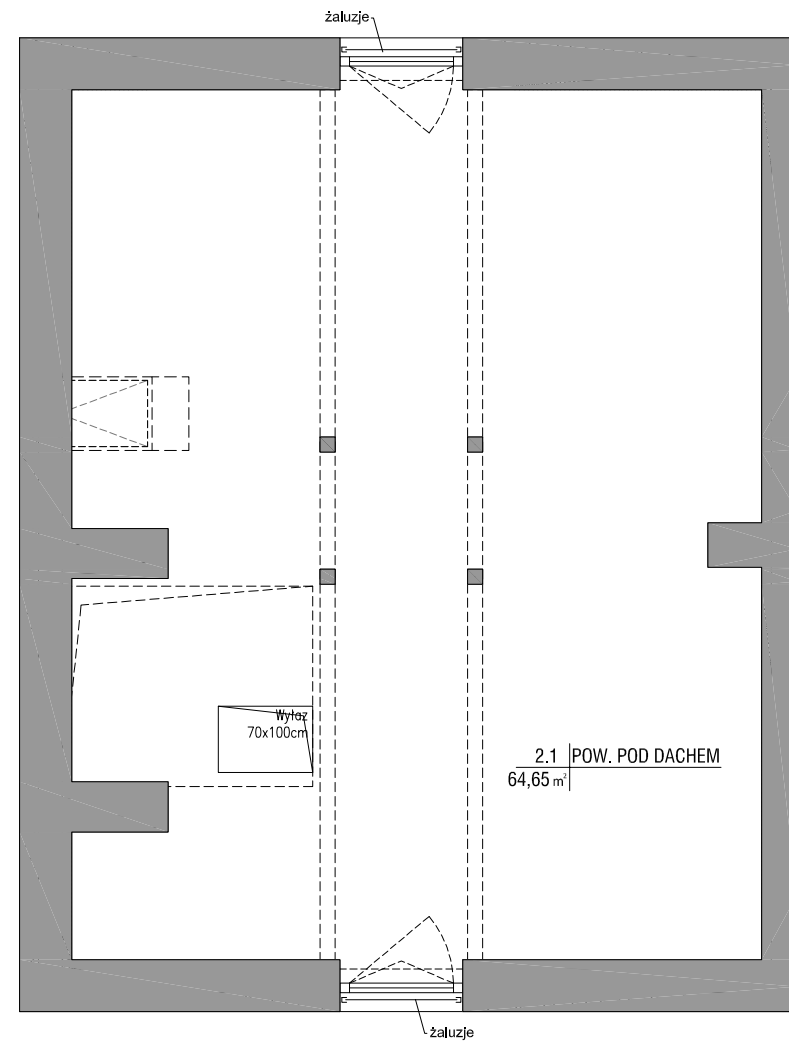 żaluzje
Wyłaz
70x100cm
2.1 POW. POD DACHEM
64,65 m²
żaluzje